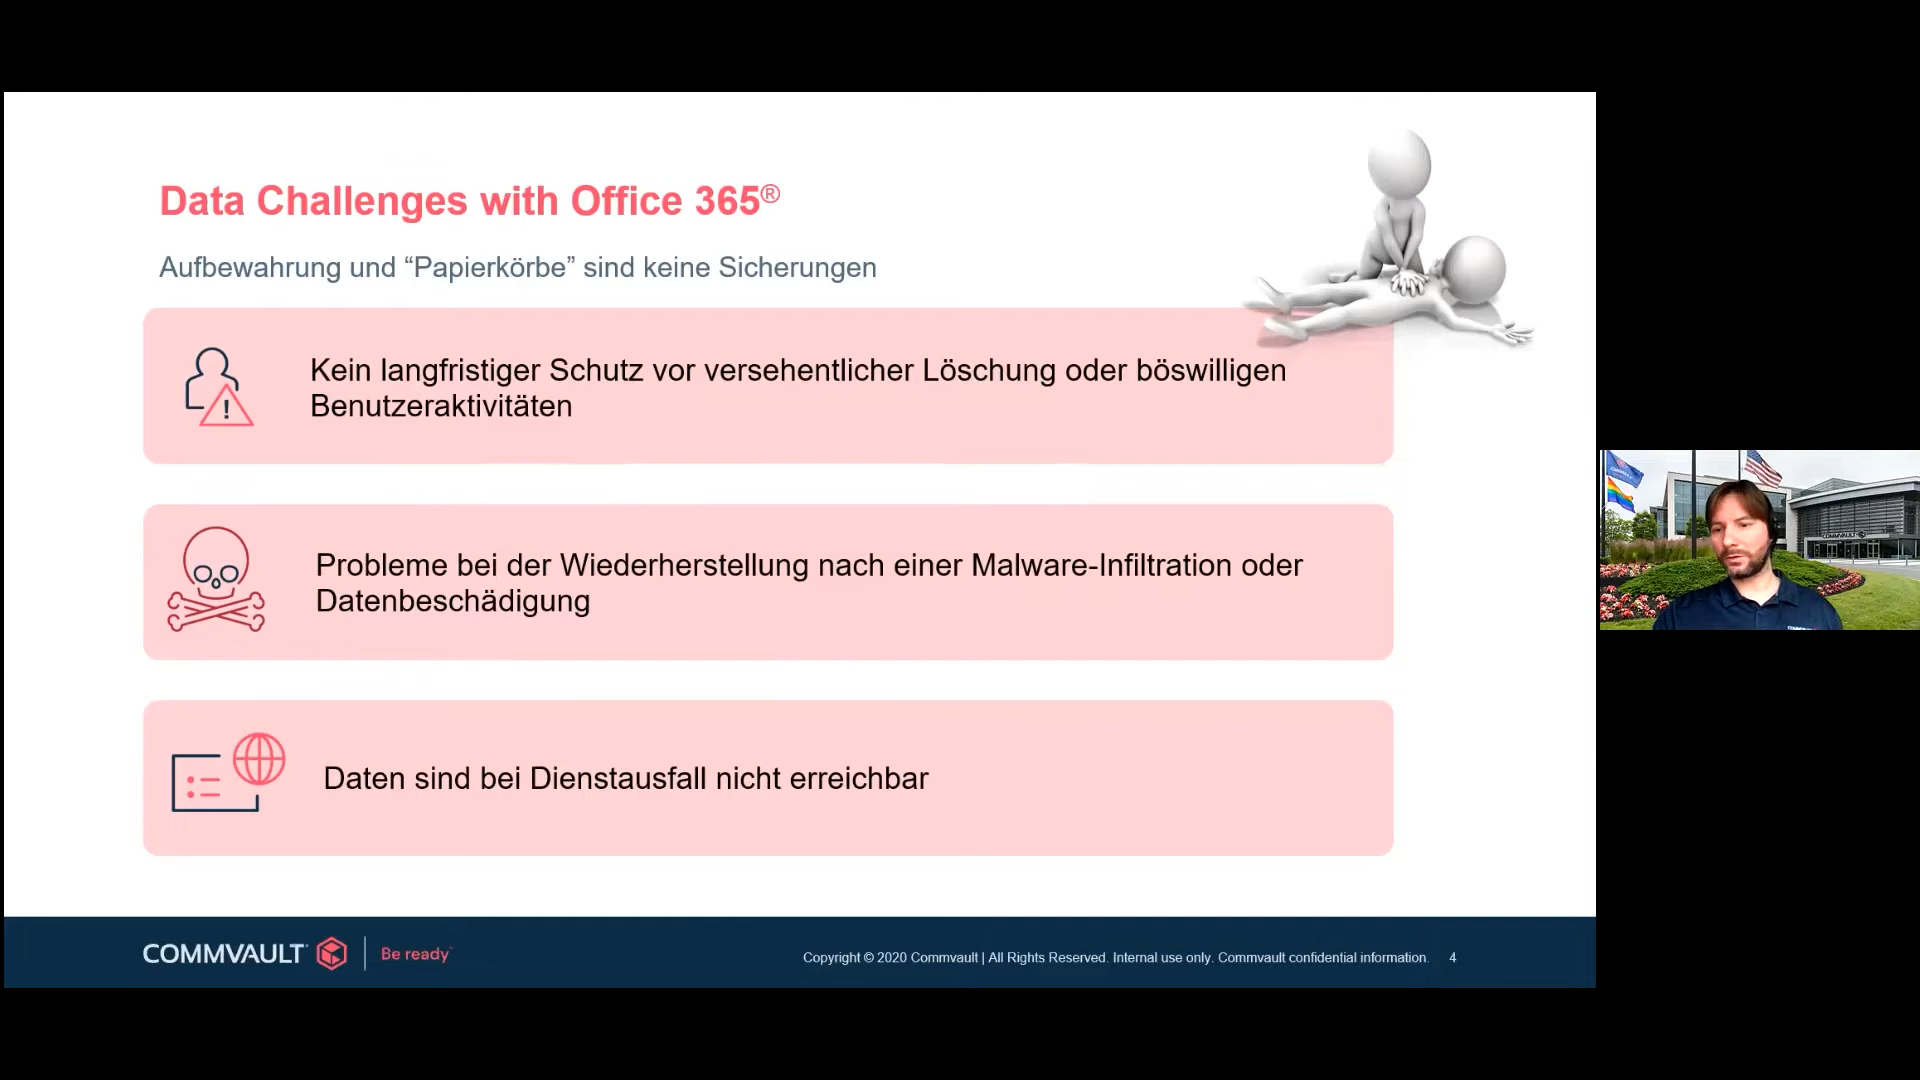 Data Challenges with Office 365®
Aufbewahrung und “Papierkörbe” sind keine Sicherungen
Kein langfristiger Schutz vor versehentlicher Löschung oder böswilligen
Benutzeraktivitäten
Probleme bei der Wiederherstellung nach einer Malware-Infiltration oder
Datenbeschädigung
Daten sind bei Dienstausfall nicht erreichbar
COMMVAULT
Be ready™
Copyright © 2020 Commvault | All Rights Reserved. Internal use only. Commvault confidential information. 4